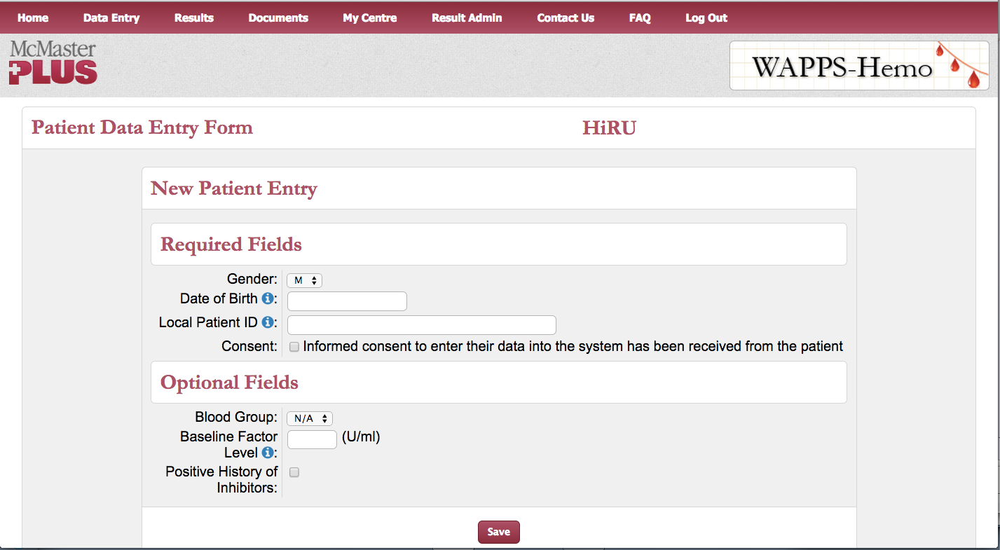 Home Data Entry Results Documents My Centre Result Admin Contact Us FAQ Log Out
McMaster
PLUS
WAPPS-Hemo
Patient Data Entry Form HiRU
New Patient Entry
Required Fields
Gender: M
Date of Birth i:
Local Patient ID i:
Consent: Informed consent to enter their data into the system has been received from the patient
Optional Fields
Blood Group: N/A
Baseline Factor (U/ml)
Level i:
Positive History of
Inhibitors:
Save